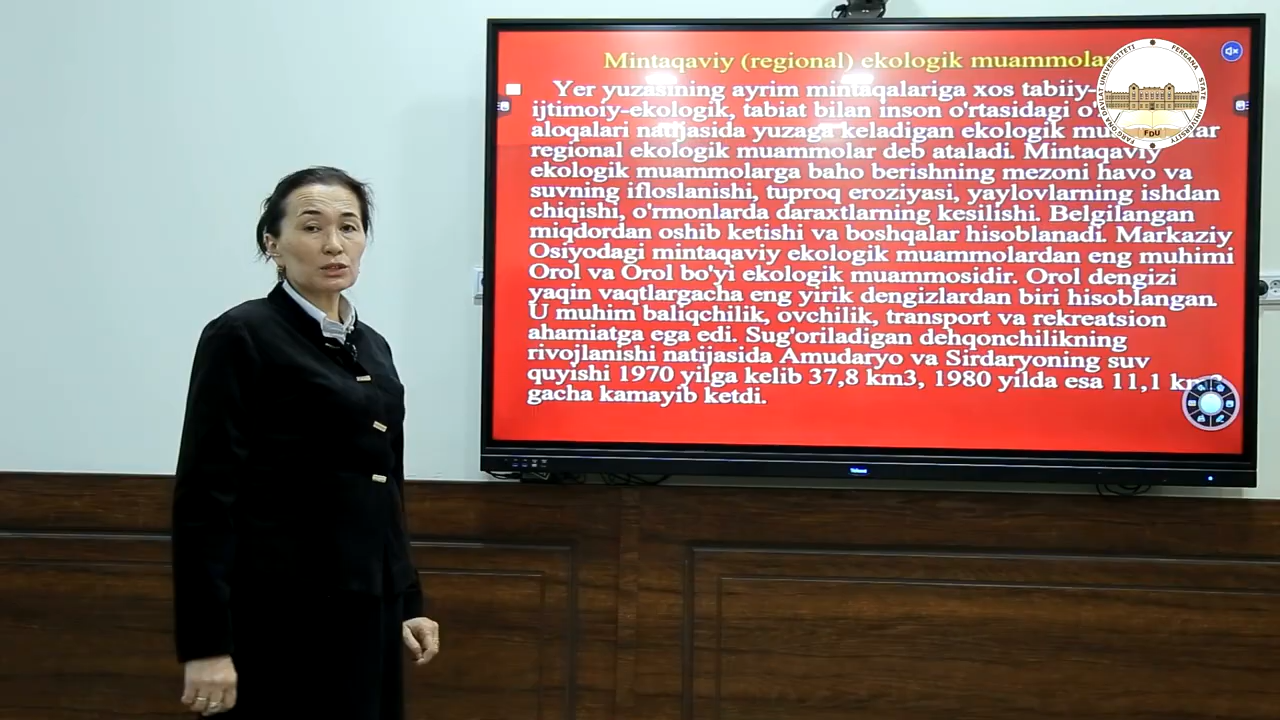 Mintaqaviy (regional) ekologik muammolar
Yer yuzasining ayrim mintaqalariga xos tabiiy-
ijtimoiy-ekologik, tabiat bilan inson o'rtasidagi
aloqalari natijasida yuzaga keladigan ekologik
regional ekologik muammolar deb ataladi. Mintaqaviy
ekologik muammolarga baho berishning mezoni havo va
suvning ifloslanishi, tuproq eroziyasi, yaylovlarning ishdan
chiqishi, o'rmonlarda daraxtlarning kesilishi. Belgilangan
miqdordan oshib ketishi va boshqalar hisoblanadi. Markaziy
Osiyodagi mintaqaviy ekologik muammolardan eng muhimi
Orol va Orol bo'yi ekologik muammosidir. Orol dengizi
yaqin vaqtlargacha eng yirik dengizlardan biri hisoblangan.
U muhim baliqchilik, ovchilik, transport va rekreatsion
ahamiatga ega edi. Sug'oriladigan dehqonchilikning
rivojlanishi natijasida Amudaryo va Sirdaryoning suv
quyishi 1970 yilga kelib 37,8 km3, 1980 yilda esa 11,1
gacha kamayib ketdi.
FARG'ONA DAVLAT UNIVERSITETI
FERGANA STATE UNIVERSITY
FDU